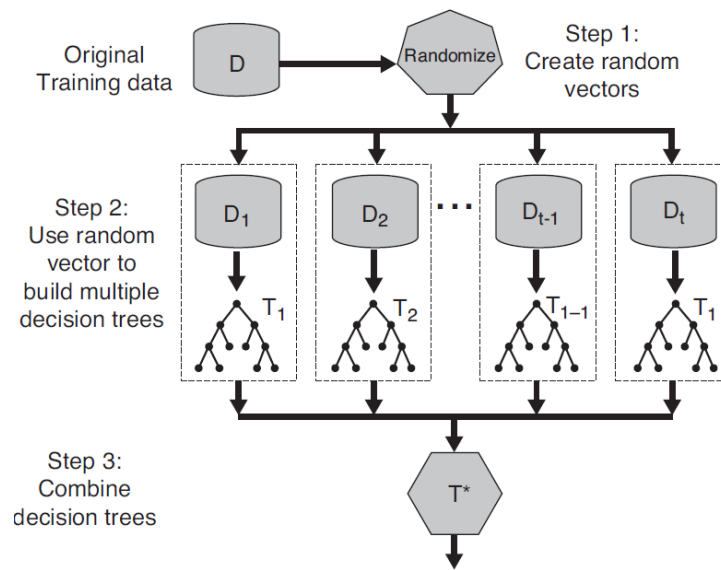 Original
Training data
D
Randomize
Step 1:
Create random
vectors
Step 2:
Use random
vector to
build multiple
decision trees
D1
D2
...
Dt-1
Dt
T1
T2
T1–1
T1
Step 3:
Combine
decision trees
T*